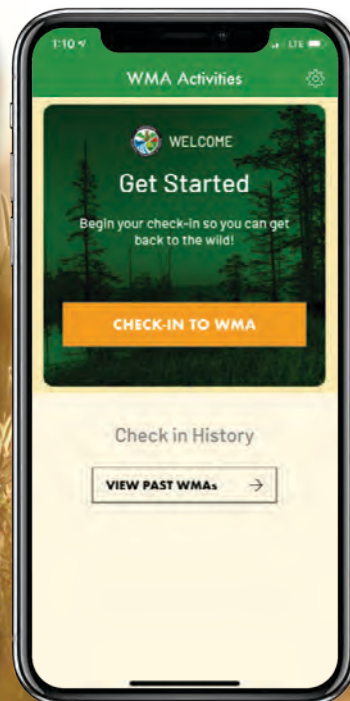 1:10
LTE
WMA Activities
WELCOME
Get Started
Begin your check-in so you can get
back to the wild!
CHECK-IN TO WMA
Check in History
VIEW PAST WMAs